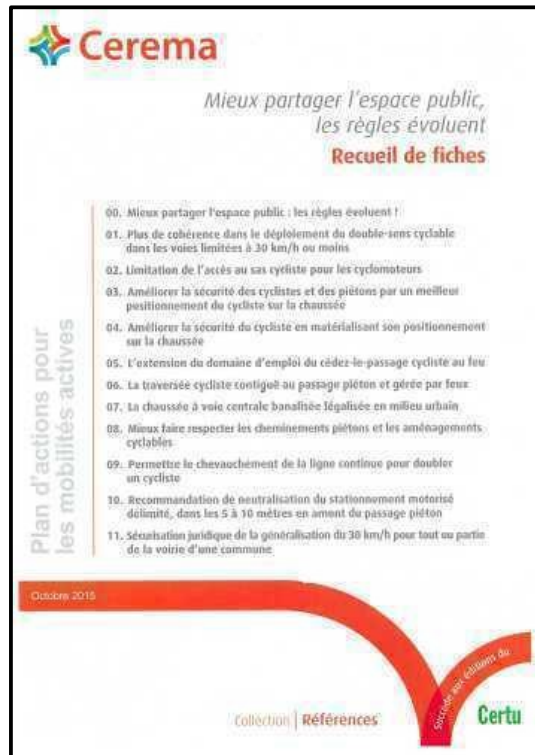 Cerema
Mieux partager l'espace public,
les règles évoluent
Recueil de fiches
00. Mieux partager l'espace public : les règles évoluent !
01. Plus de cohérence dans le déploiement du double-sens cyclable
dans les voies limitées à 30 km/h ou moins
02. Limitation de l'accès au sas cycliste pour les cyclomoteurs
03. Améliorer la sécurité des cyclistes et des piétons par un meilleur
positionnement du cycliste sur la chaussée
04. Améliorer la sécurité du cycliste en matérialisant son positionnement
sur la chaussée
05. L'extension du domaine d'emploi du cédez-le-passage cycliste au feu
06. La traversée cycliste contiguë au passage piéton et gérée par feux
07. La chaussée à voie centrale banalisée légalisée en milieu urbain
08. Mieux faire respecter les cheminements piétons et les aménagements
cyclables
09. Permettre le chevauchement de la ligne continue pour doubler
un cycliste
10. Recommandation de neutralisation du stationnement motorisé
délimité, dans les 5 à 10 mètres en amont du passage piéton
11. Sécurisation juridique de la généralisation du 30 km/h pour tout ou partie
de la voirie d'une commune
Plan d'actions pour
les mobilités actives
Octobre 2015
Succède aux éditions du
Certu
Collection | Références